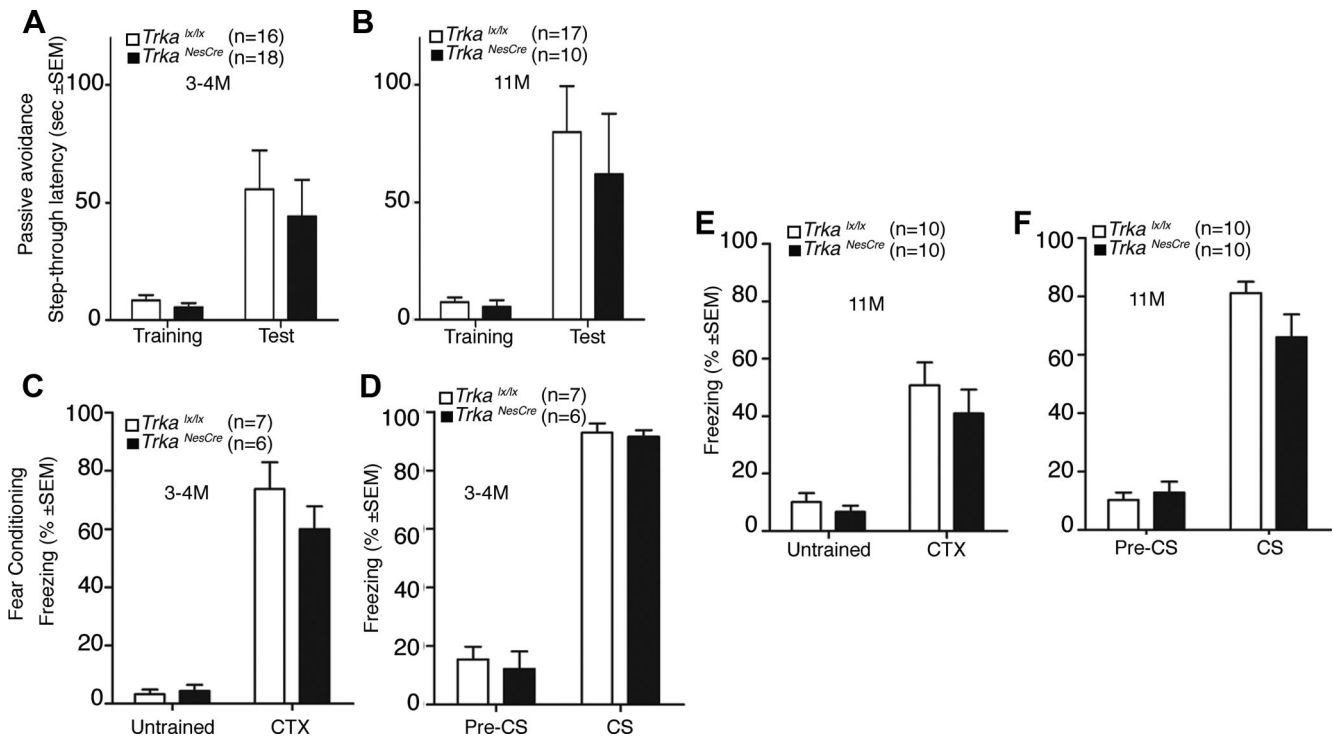 A
Trka lx/lx (n=16)
Trka NesCre (n=18)
3-4M
Passive avoidance
Step-through latency (sec ±SEM)
100
50
0
Training Test
B
Trka lx/lx (n=17)
Trka NesCre (n=10)
11M
100
50
0
Training Test
C
Trka lx/lx (n=7)
Trka NesCre (n=6)
3-4M
Fear Conditioning
Freezing (% ±SEM)
100
80
60
40
20
0
Untrained CTX
D
Trka lx/lx (n=7)
Trka NesCre (n=6)
3-4M
Freezing (% ±SEM)
100
80
60
40
20
0
Pre-CS CS
E
Trka lx/lx (n=10)
Trka NesCre (n=10)
11M
Freezing (% ±SEM)
100
80
60
40
20
0
Untrained CTX
F
Trka lx/lx (n=10)
Trka NesCre (n=10)
11M
100
80
60
40
20
0
Pre-CS CS